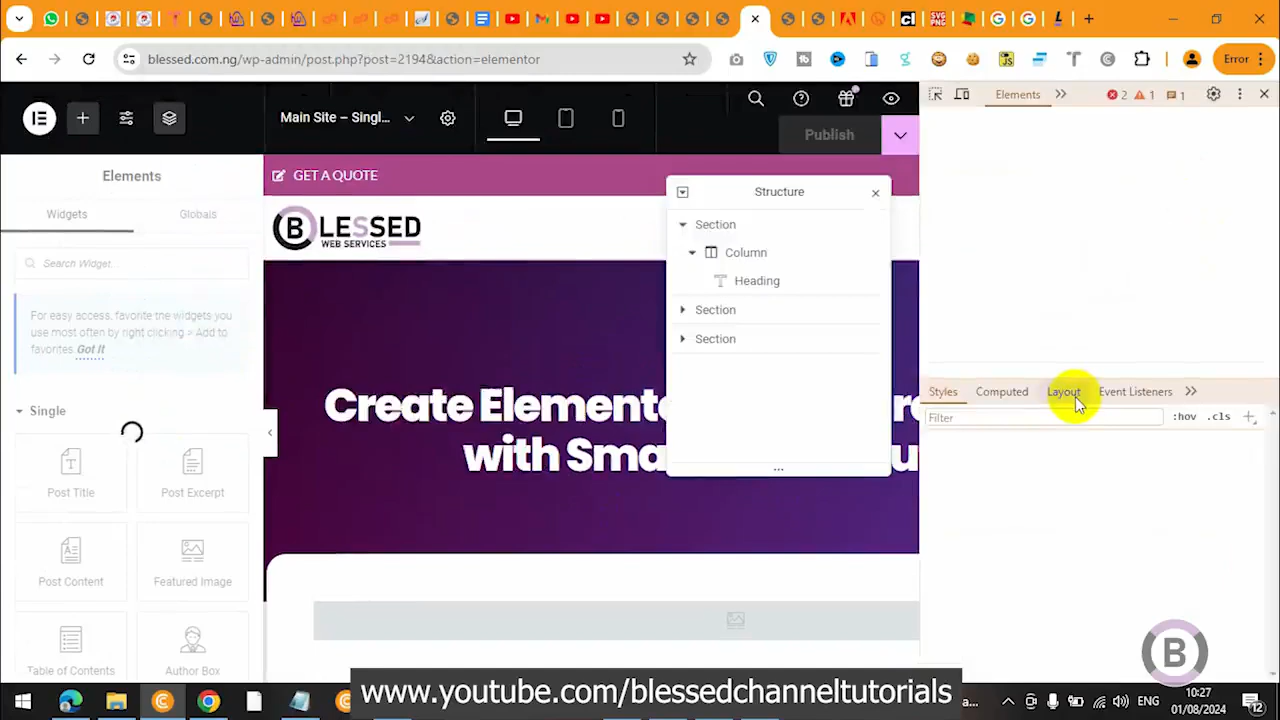 blessed.com.ng/wp-admin/post.php?post=2194&action=elementor
Error
Main Site – Singl...
Publish
Elements
2
1
1
Elements
Widgets
Globals
Search Widget...
For easy access, favorite the widgets you
use most often by right clicking > Add to
favorites. Got It
Single
Post Title
Post Excerpt
Post Content
Featured Image
Table of Contents
Author Box
GET A QUOTE
BLESSED
WEB SERVICES
Create Elemento
with Sma
Structure
Section
Column
Heading
Section
Section
...
Styles
Computed
Layout
Event Listeners
Filter
:hov
.cls
B
www.youtube.com/blessedchanneltutorials
ENG
10:27
01/08/2024
12